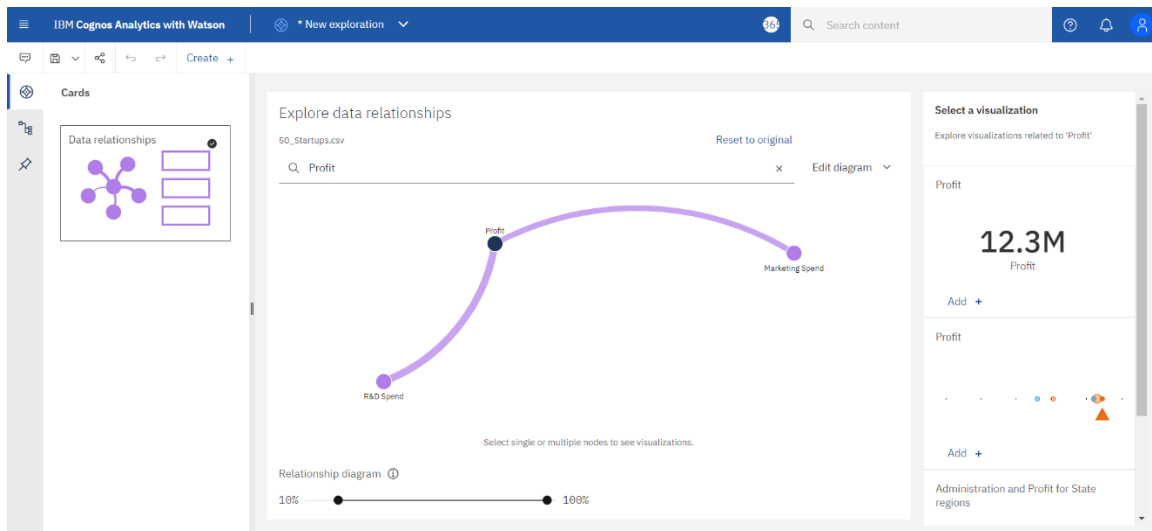 IBM Cognos Analytics with Watson
* New exploration
365
Search content
Create +
Cards
Data relationships
Explore data relationships
50_Startups.csv
Reset to original
Profit
Edit diagram
Profit
Marketing Spend
R&D Spend
Select single or multiple nodes to see visualizations.
Relationship diagram
10%
100%
Select a visualization
Explore visualizations related to 'Profit'
Profit
12.3M
Profit
Add +
Profit
Add +
Administration and Profit for State
regions